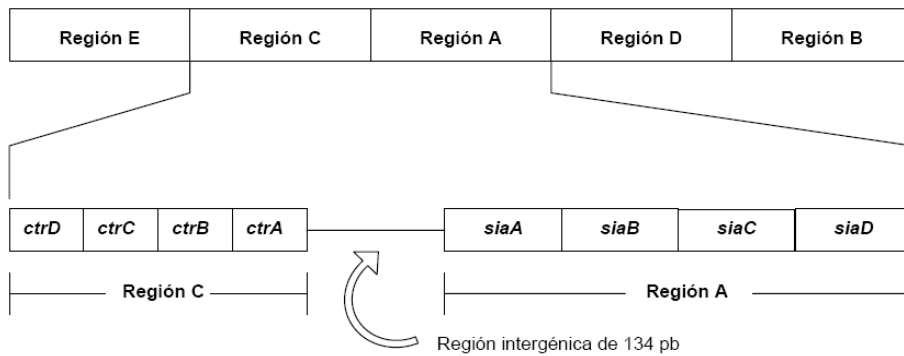 Región E Región C Región A Región D Región B
ctrD ctrC ctrB ctrA siaA siaB siaC siaD
Región C Región A
Región intergénica de 134 pb